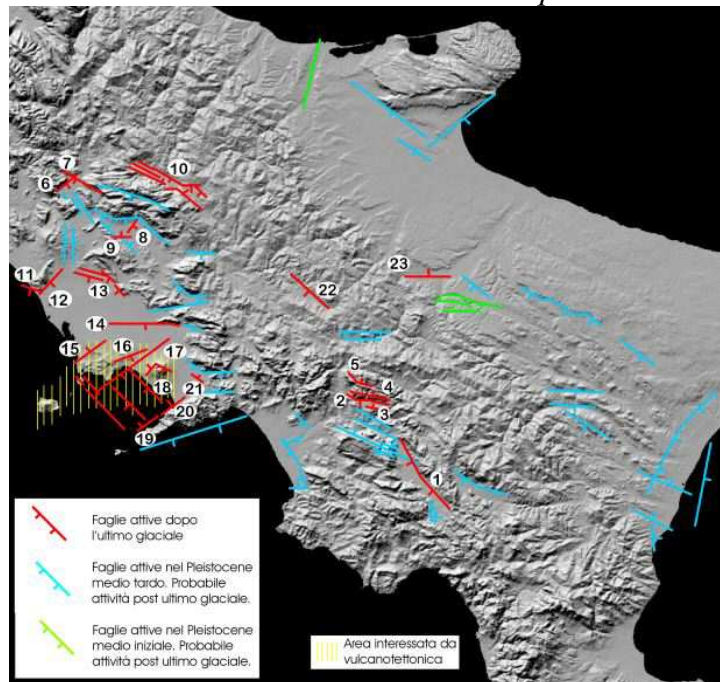 7
6
10
8
9
11
12
13
14
15
16
17
18
19
20
21
22
23
5
4
2
3
1
Faglie attive dopo
l'ultimo glaciale
Faglie attive nel Pleistocene
medio tardo. Probabile
attività post ultimo glaciale.
Faglie attive nel Pleistocene
medio iniziale. Probabile
attività post ultimo glaciale.
Area interessata da
vulcanotettonica